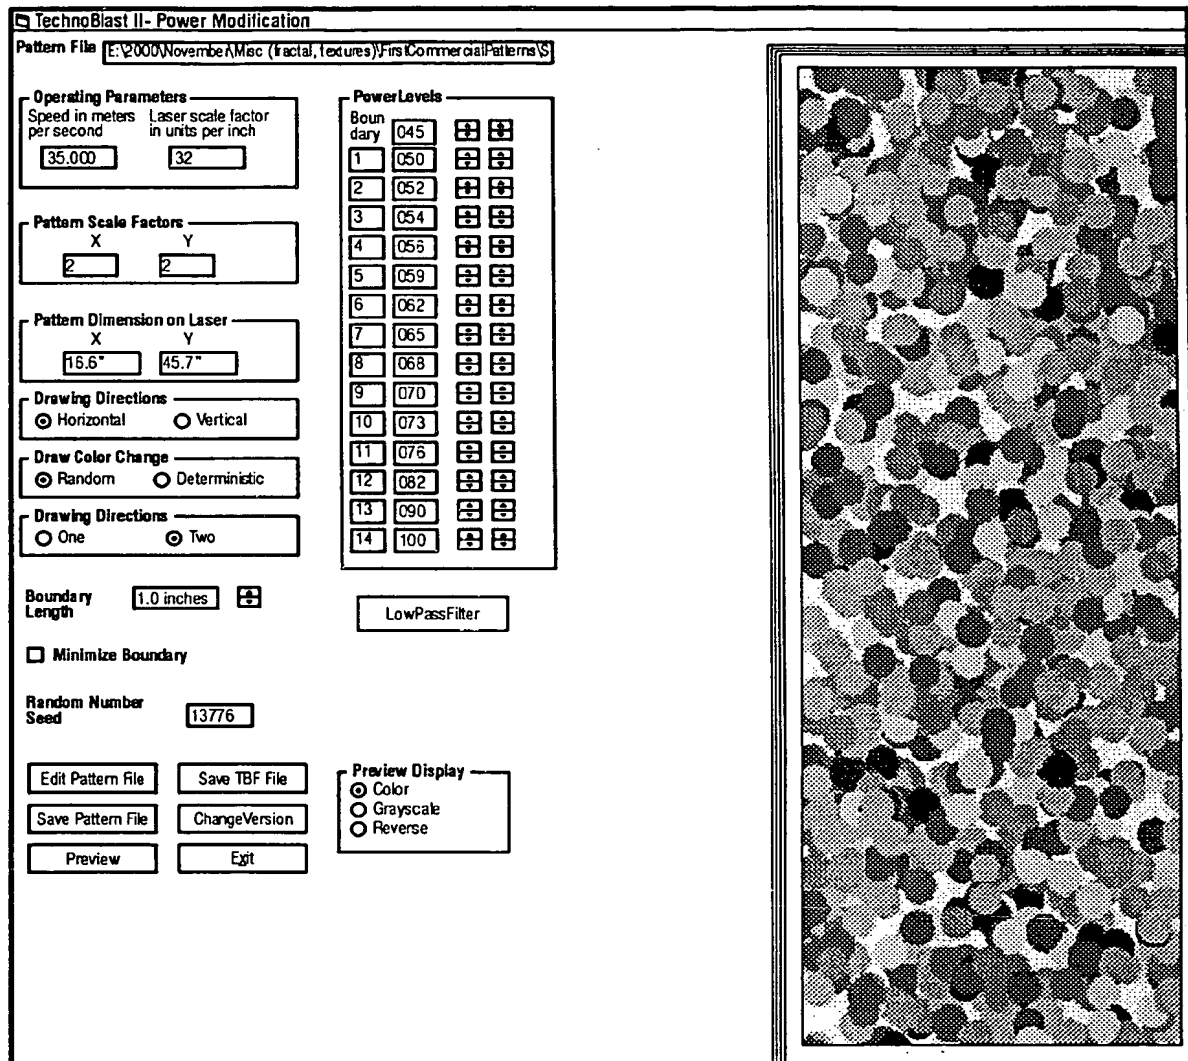 TechnoBlast II- Power Modification
Pattern File E:\2000\November\Misc (fractal, textures)\FirstCommercialPatterns\S
Operating Parameters
Speed in meters per second
Laser scale factor in units per inch
35.000
32
Pattern Scale Factors
X Y
2 2
Pattern Dimension on Laser
X Y
16.6" 45.7"
Drawing Directions
Horizontal Vertical
Draw Color Change
Random Deterministic
Drawing Directions
One Two
Boundary Length 1.0 inches
Minimize Boundary
Random Number Seed 13776
Edit Pattern File Save TBF File
Save Pattern File ChangeVersion
Preview Exit
PowerLevels
Boun dary 045
1 050
2 052
3 054
4 056
5 059
6 062
7 065
8 068
9 070
10 073
11 076
12 082
13 090
14 100
LowPassFilter
Preview Display
Color
Grayscale
Reverse